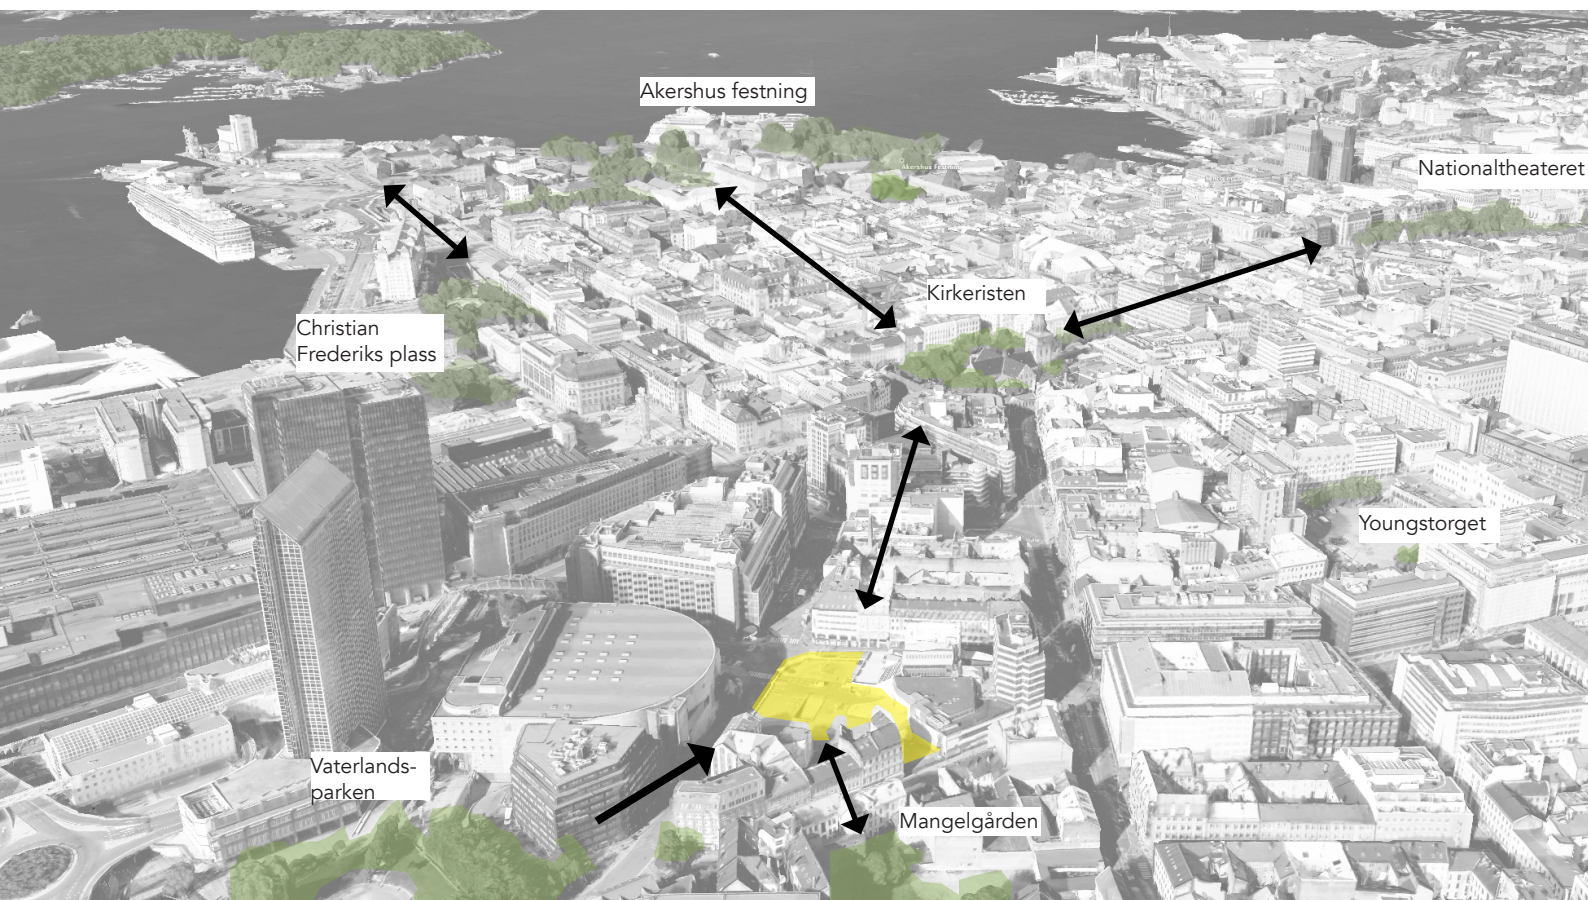 Akershus festning
Nationaltheateret
Kirkeristen
Christian
Frederiks plass
Youngstorget
Vaterlands-
parken
Mangelgården